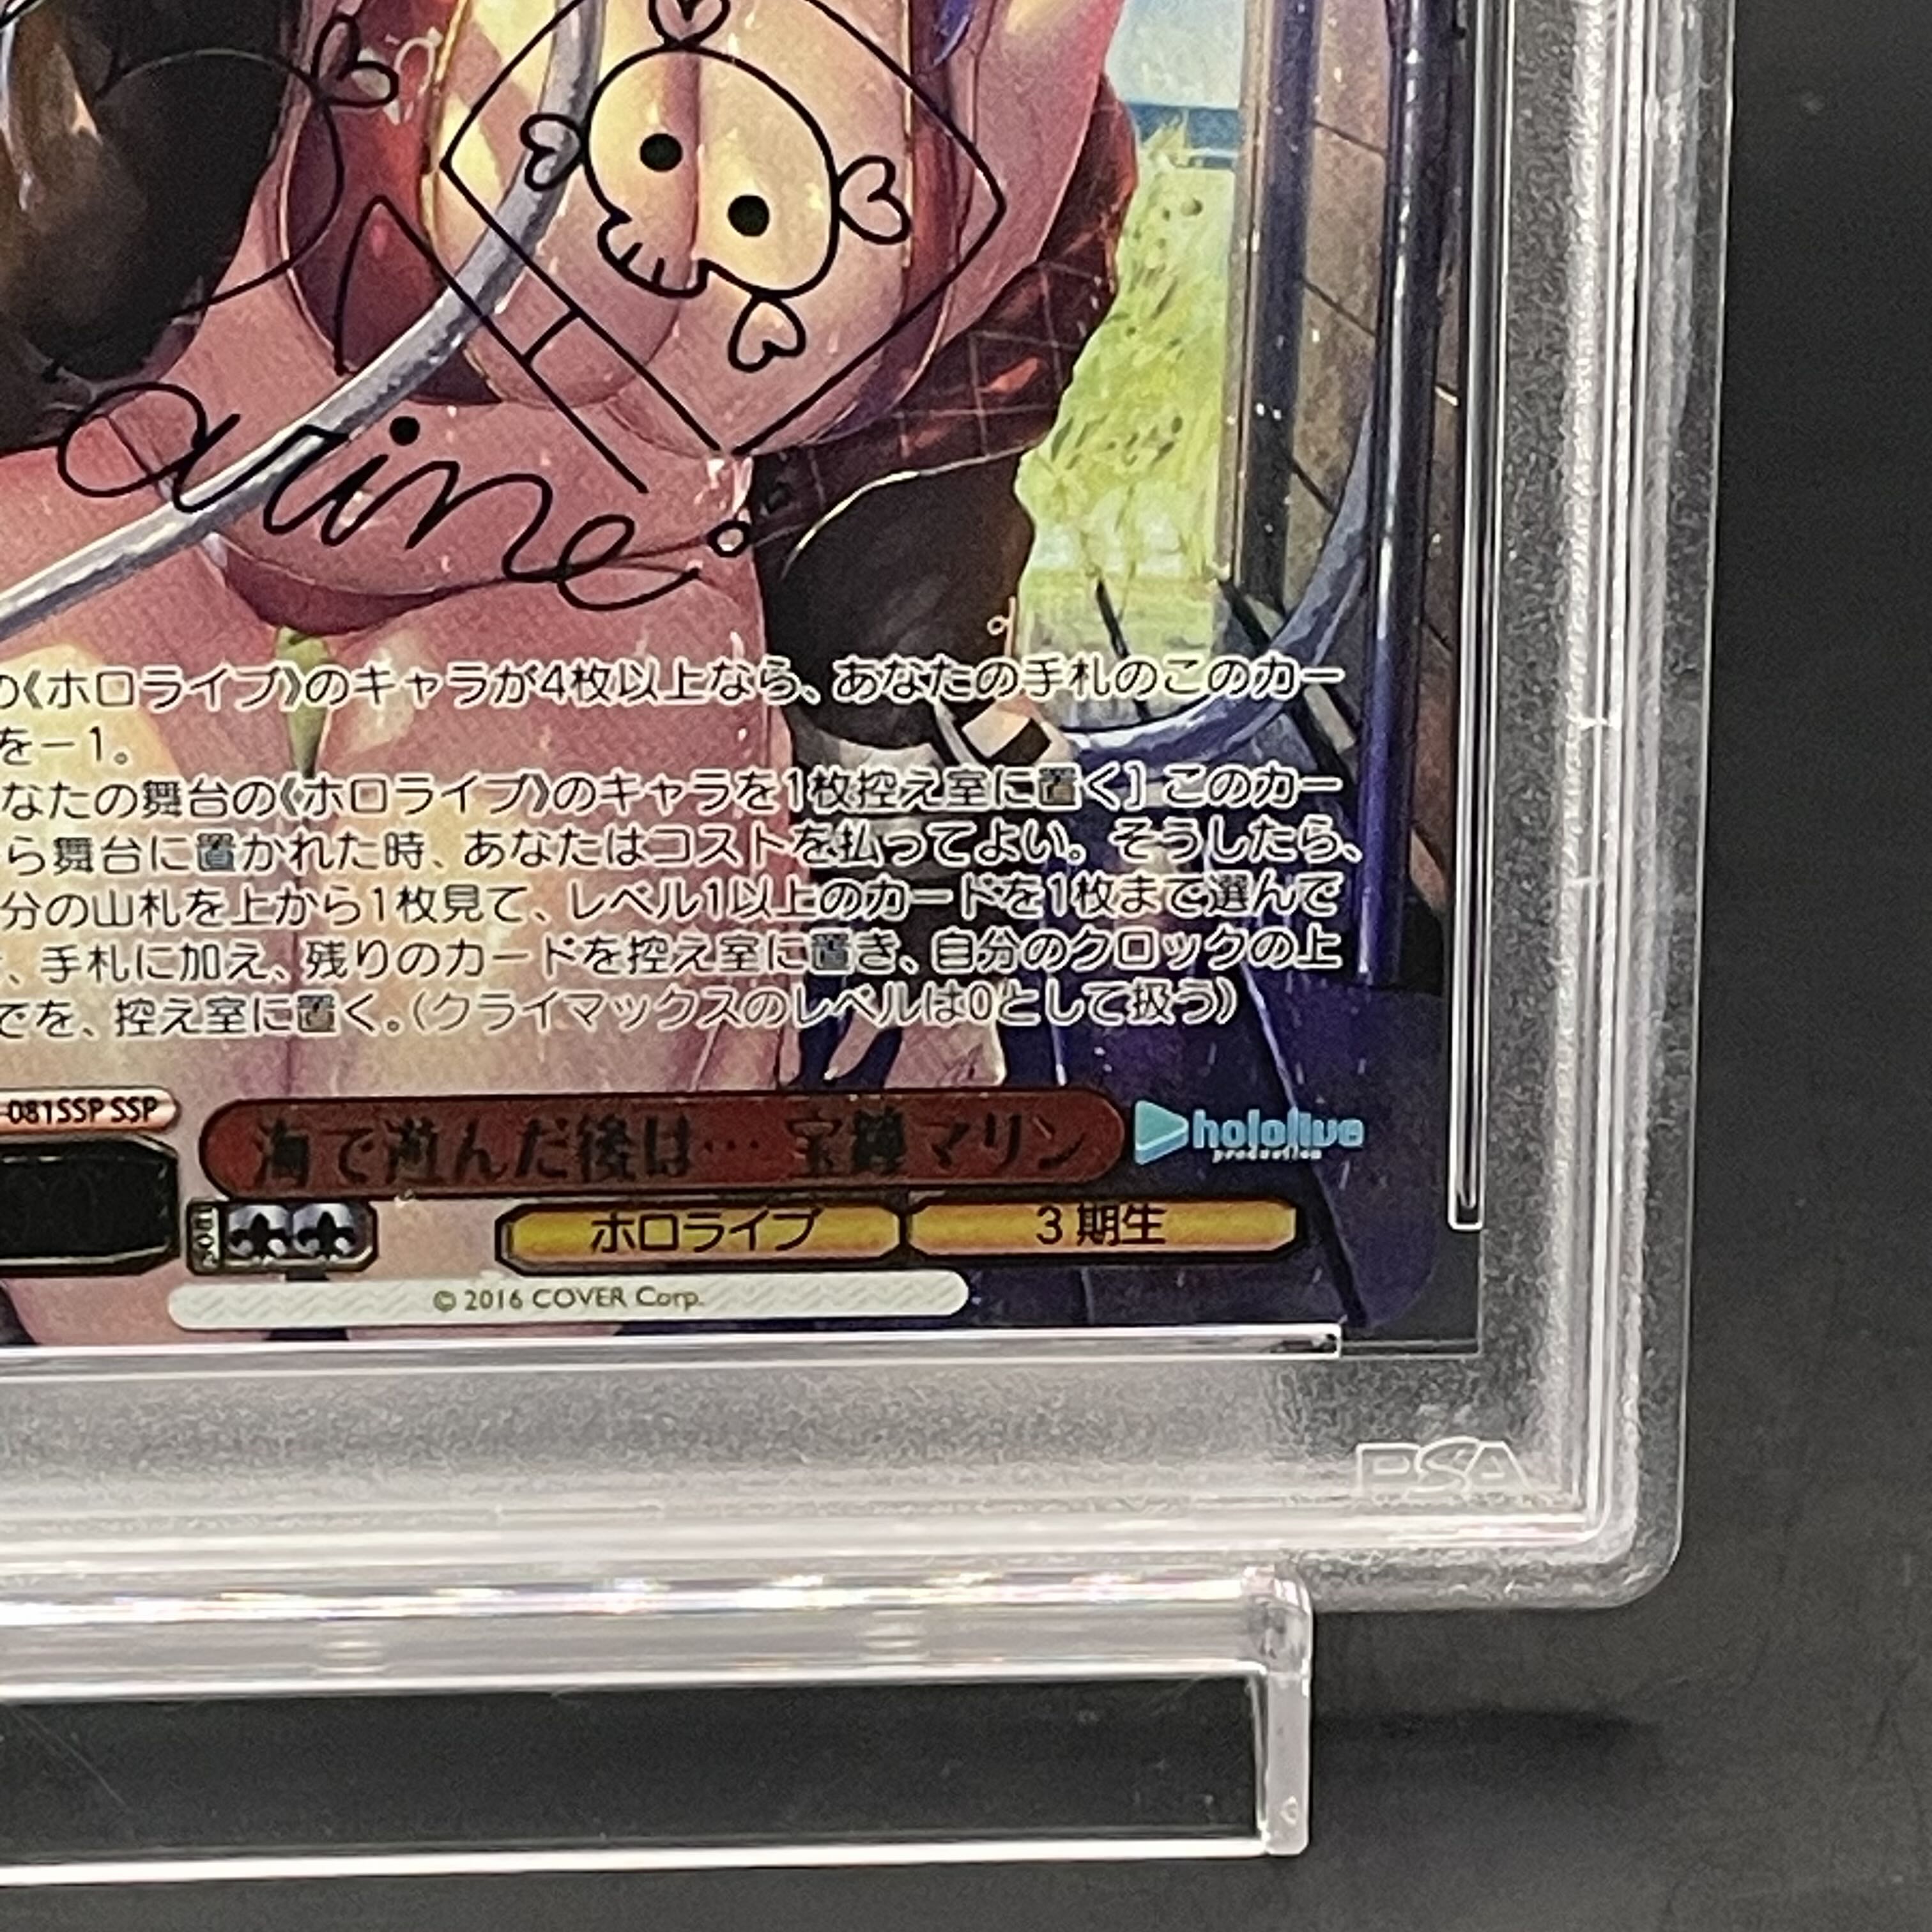 arine
の《ホロライブ》のキャラが4枚以上なら、あなたの手札のこのカー
を－1。
なたの舞台の《ホロライブ》のキャラを1枚控え室に置く］このカー
ら舞台に置かれた時、あなたはコストを払ってよい。そうしたら、
分の山札を上から1枚見て、レベル1以上のカードを1枚まで選んで
、手札に加え、残りのカードを控え室に置き、自分のクロックの上
でを、控え室に置く。（クライマックスのレベルは0として扱う）
081SSP SSP
海で遊んだ後は… 宝鐘マリン
hololive
production
ホロライブ
3期生
© 2016 COVER Corp.
PSA